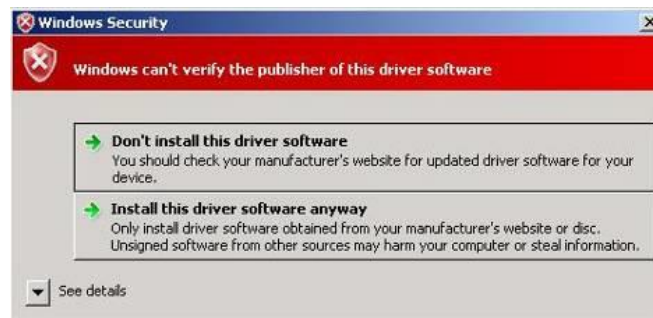 Windows Security
Windows can't verify the publisher of this driver software
Don't install this driver software
You should check your manufacturer's website for updated driver software for your
device.
Install this driver software anyway
Only install driver software obtained from your manufacturer's website or disc.
Unsigned software from other sources may harm your computer or steal information.
See details